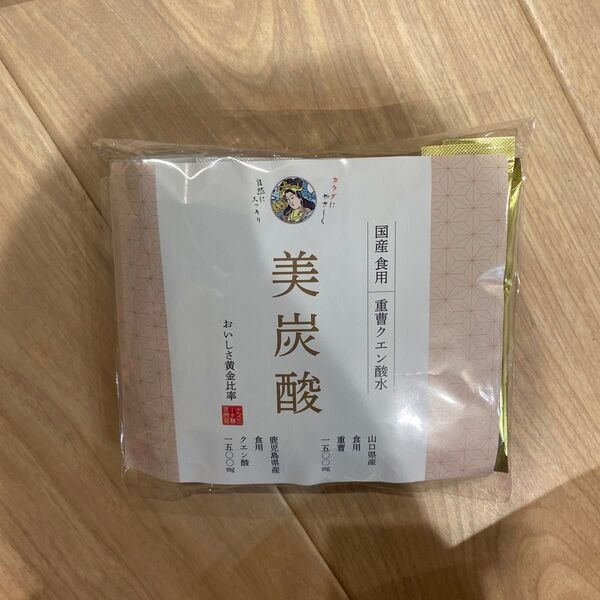 国産 食用 重曹クエン酸水
カラダに
やさしく
自然に
スッキリ
美炭酸
おいしさ黄金比率
山口県産
食用
重曹
一五〇〇mg
鹿児島県産
食用
クエン酸
一五〇〇mg